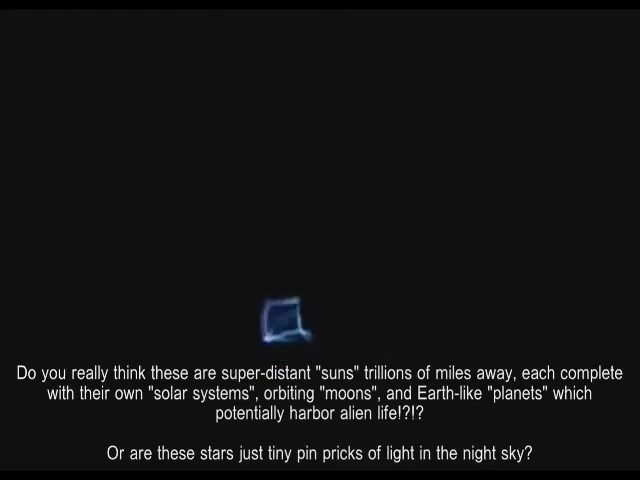 Do you really think these are super-distant "suns" trillions of miles away, each complete
with their own "solar systems", orbiting "moons", and Earth-like "planets" which
potentially harbor alien life!?!?
Or are these stars just tiny pin pricks of light in the night sky?